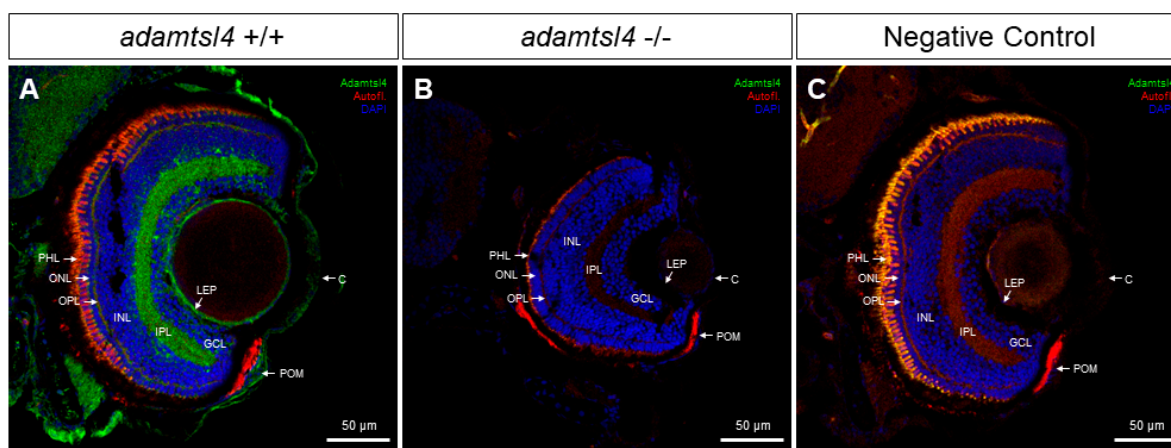 adamtsl4 +/+
adamtsl4 -/-
Negative Control
A
Adamtsl4
Autofl.
DAPI
PHL
ONL
OPL
INL
IPL
LEP
GCL
C
POM
50 µm
B
PHL
ONL
OPL
INL
IPL
LEP
GCL
C
POM
50 µm
C
Adamtsl4
Autofl.
DAPI
PHL
ONL
OPL
INL
IPL
LEP
GCL
C
POM
50 µm
Adamtsl4
Autofl.
DAPI